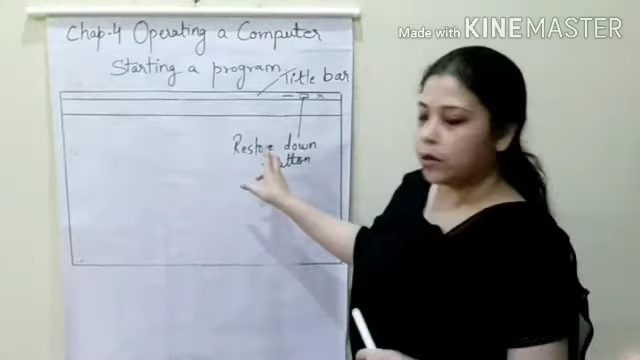 Made with KINEMASTER
Chap-4 Operating a Computer
Starting a program
Title bar
Restore down
button